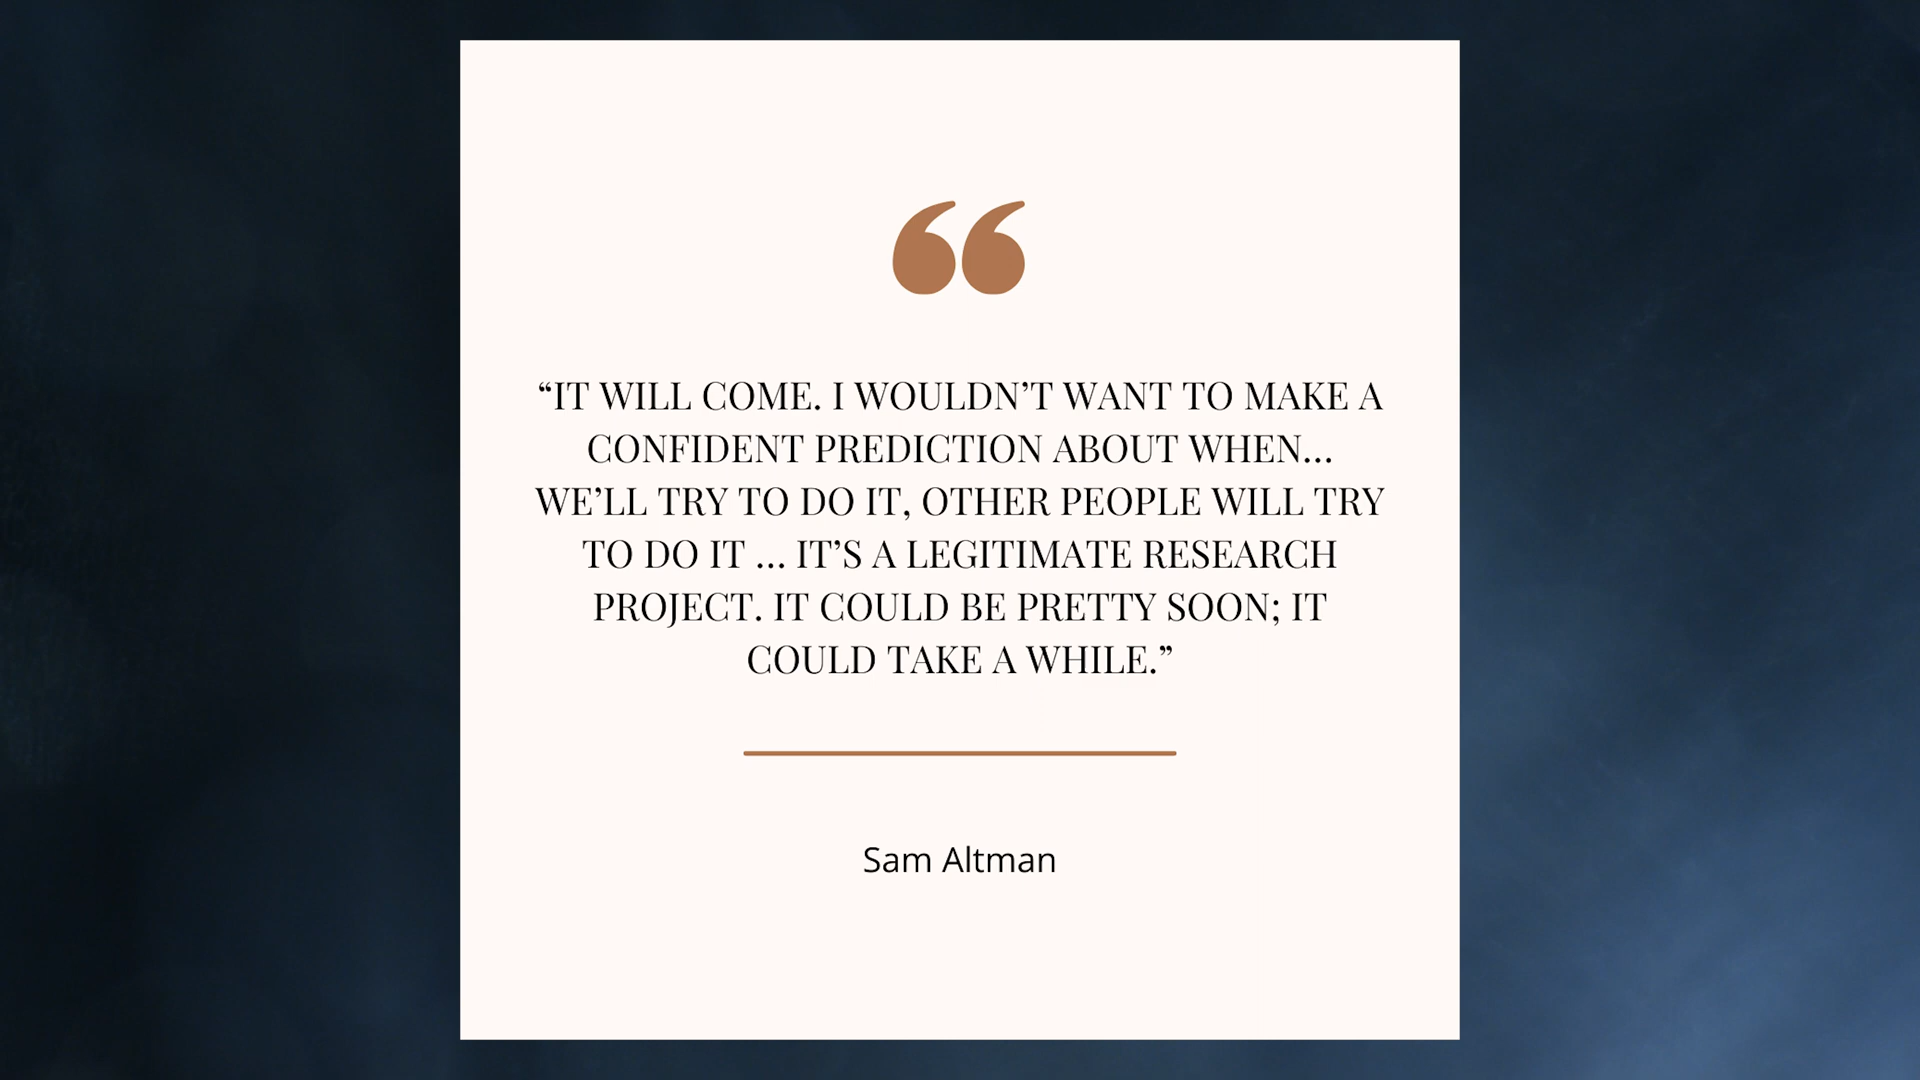 “IT WILL COME. I WOULDN’T WANT TO MAKE A
CONFIDENT PREDICTION ABOUT WHEN...
WE’LL TRY TO DO IT, OTHER PEOPLE WILL TRY
TO DO IT ... IT’S A LEGITIMATE RESEARCH
PROJECT. IT COULD BE PRETTY SOON; IT
COULD TAKE A WHILE.”
Sam Altman